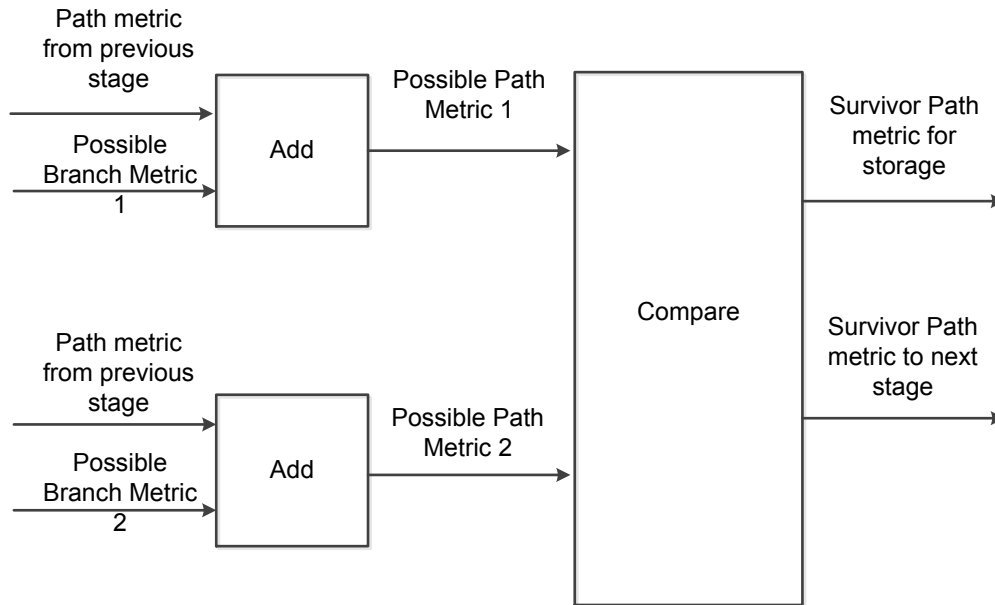 Path metric
from previous
stage
Possible
Branch Metric
1
Add
Possible Path
Metric 1
Path metric
from previous
stage
Possible
Branch Metric
2
Add
Possible Path
Metric 2
Compare
Survivor Path
metric for
storage
Survivor Path
metric to next
stage